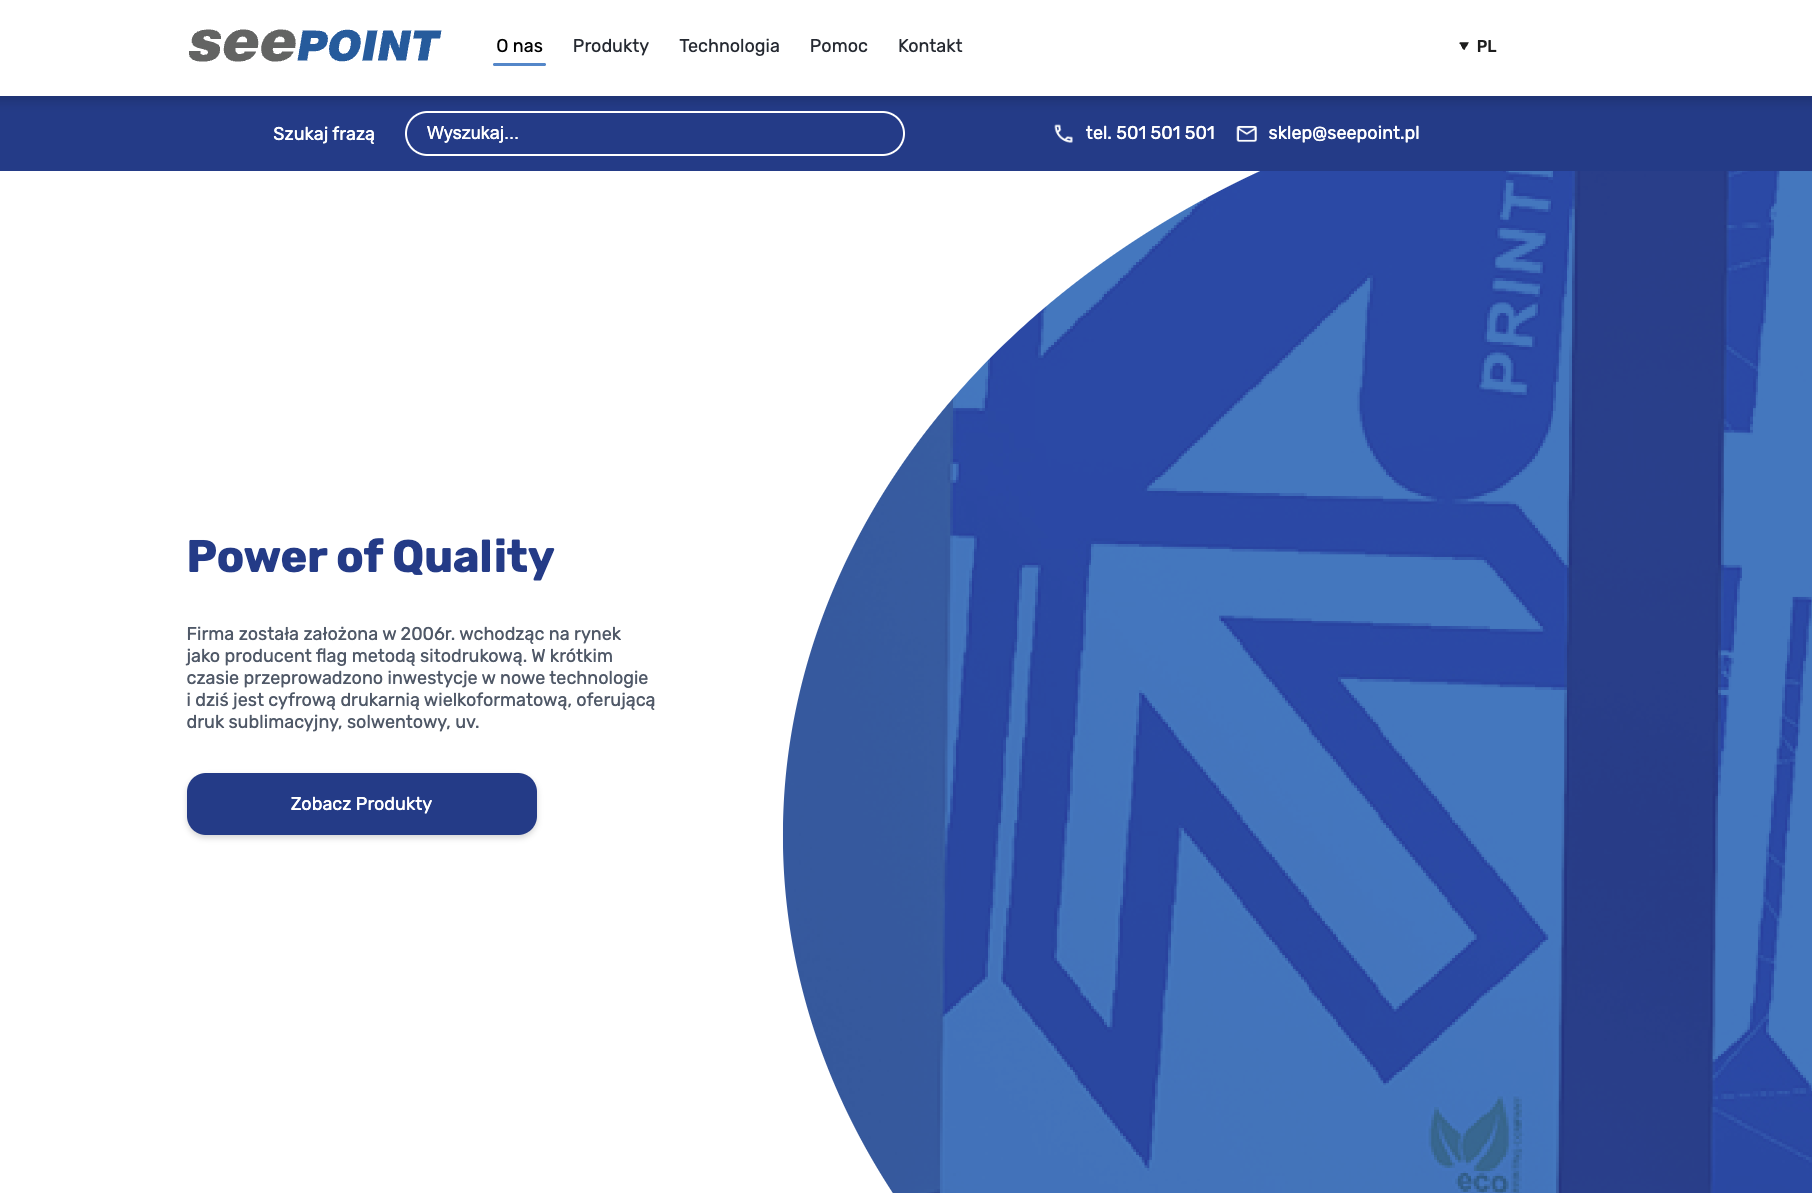 seePOINT
O nas
Produkty
Technologia
Pomoc
Kontakt
▼ PL
Szukaj frazą
Wyszukaj...
tel. 501 501 501
sklep@seepoint.pl
PRINT
Power of Quality
Firma została założona w 2006r. wchodząc na rynek
jako producent flag metodą sitodrukową. W krótkim
czasie przeprowadzono inwestycje w nowe technologie
i dziś jest cyfrową drukarnią wielkoformatową, oferującą
druk sublimacyjny, solwentowy, uv.
Zobacz Produkty
eco